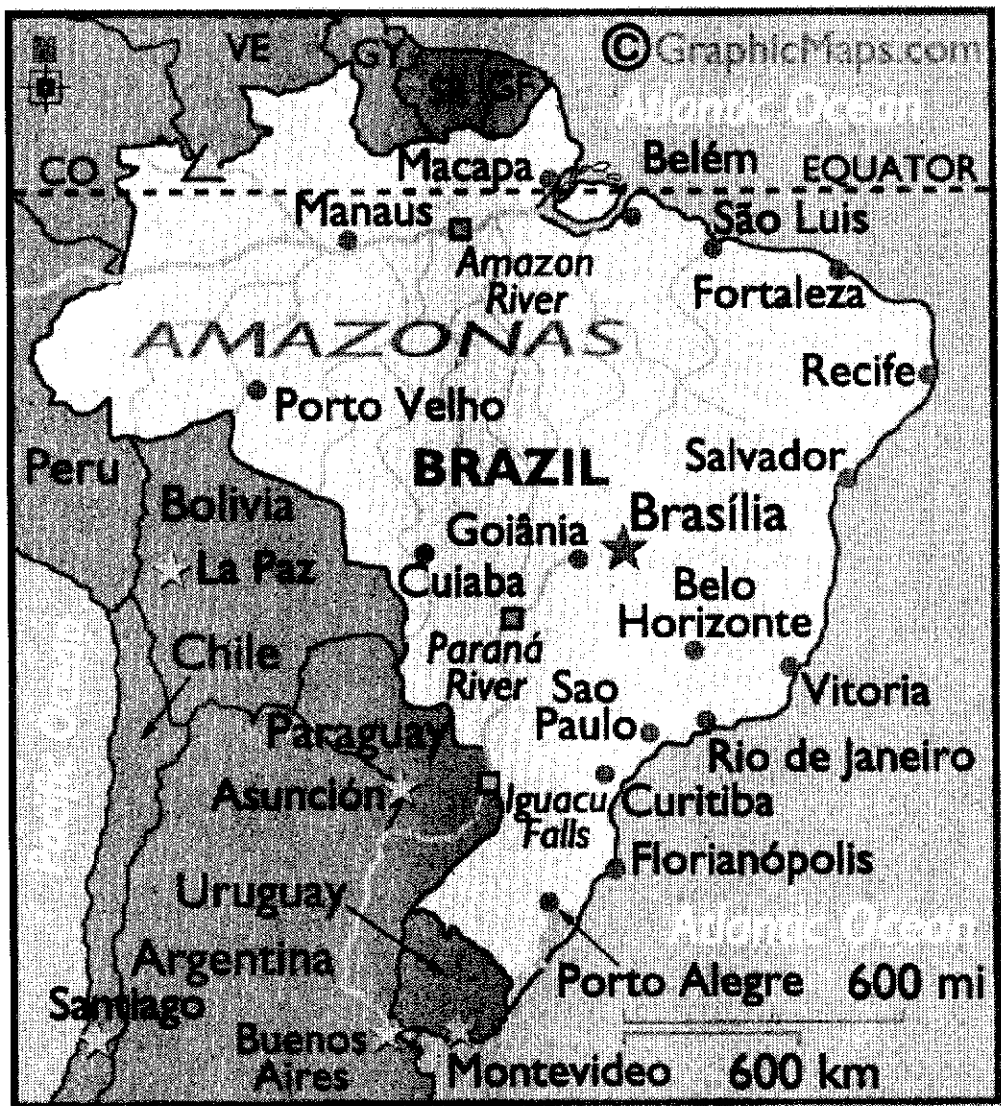 VE
GY
GF
© GraphicMaps.com
Atlantic Ocean
CO
Macapa
Belém
EQUATOR
Manaus
São Luis
Amazon
River
Fortaleza
AMAZONAS
Recife
Porto Velho
Peru
BRAZIL
Salvador
Bolivia
Goiânia
Brasília
La Paz
Cuiaba
Belo
Horizonte
Chile
Paraná
River
Sao
Paulo
Vitoria
Paraguay
Rio de Janeiro
Asunción
Iguacu
Falls
Curitiba
Florianópolis
Uruguay
Atlantic Ocean
Argentina
Porto Alegre
600 mi
Santiago
Buenos
Aires
Montevideo
600 km